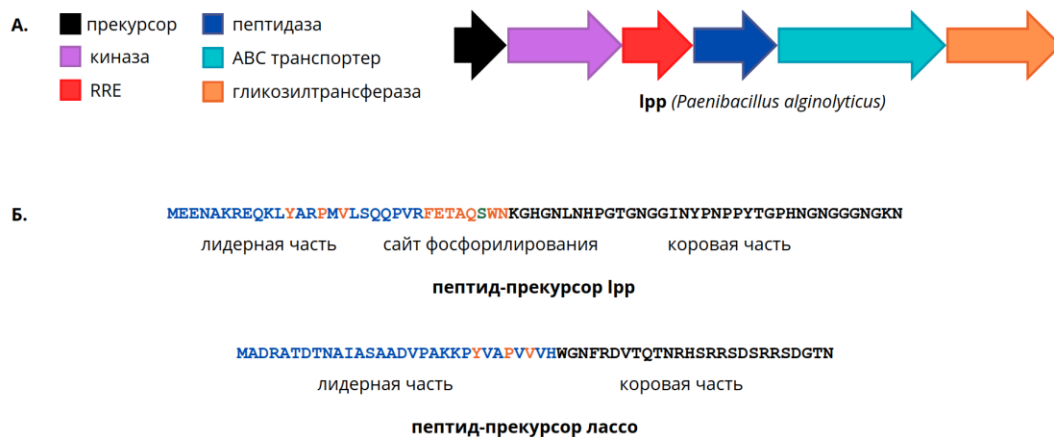 А.
прекурсор
пептидаза
киназа
ABC транспортер
RRE
гликозилтрансфераза
lpp (Paenibacillus alginolyticus)
Б.
MEENAKREQKLYARPMVLSQQPVRFETAQSWNKGHGNLNHPGTGNGGINYPNPPYTGPHNGNGGGNGKN
лидерная часть сайт фосфорилирования коровая часть
пептид-прекурсор lpp
MADRATDTNAIASAADVPAKKPYVAPVVVHWGNFRDVTQTNRHSRRSDSRRSDGTN
лидерная часть коровая часть
пептид-прекурсор лассо